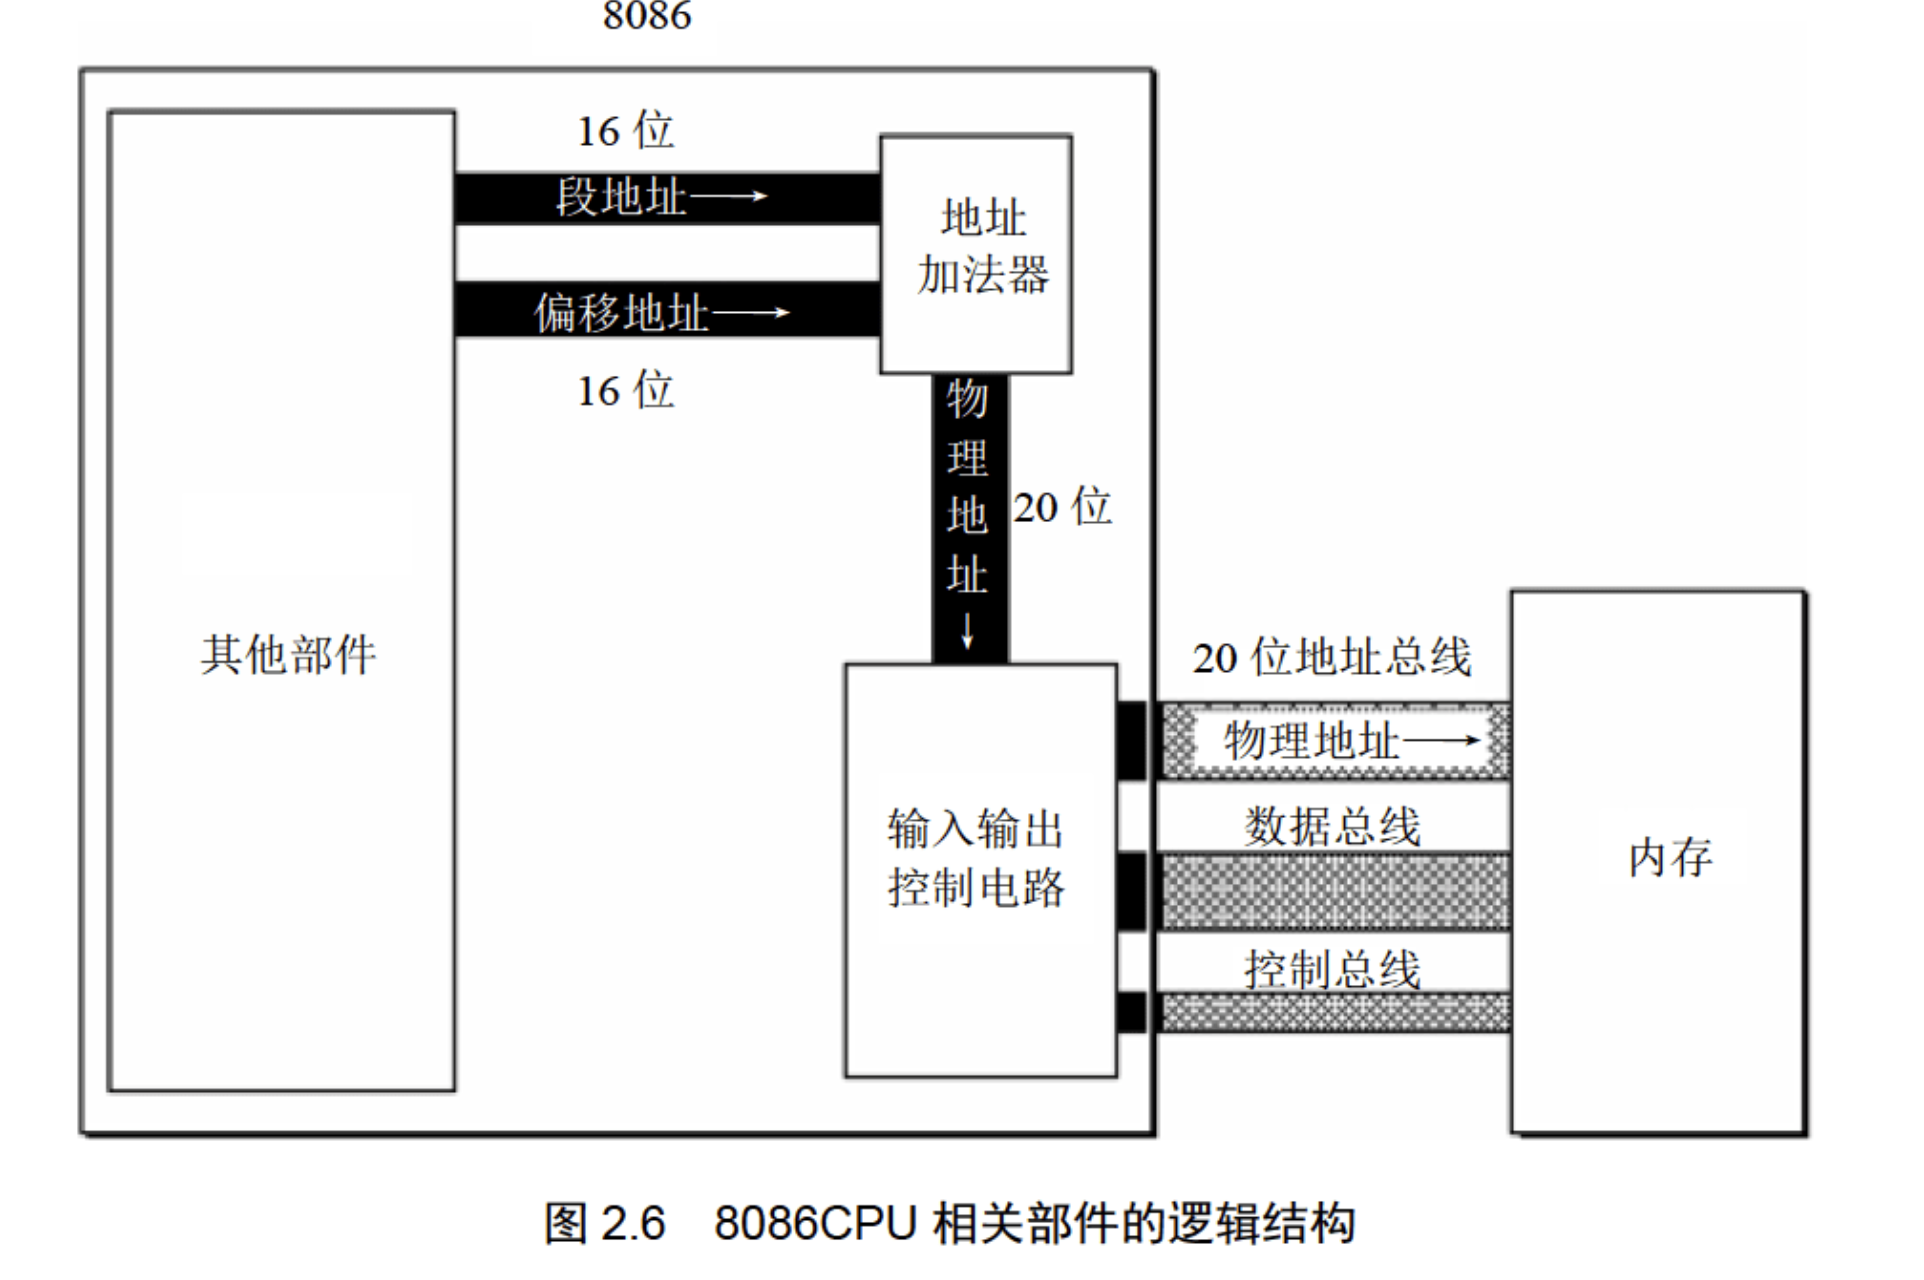 8086
16 位
段地址
偏移地址
16 位
地址
加法器
物
理
地
址
20 位
其他部件
输入输出
控制电路
20 位地址总线
物理地址
数据总线
控制总线
内存
图 2.6 8086CPU 相关部件的逻辑结构